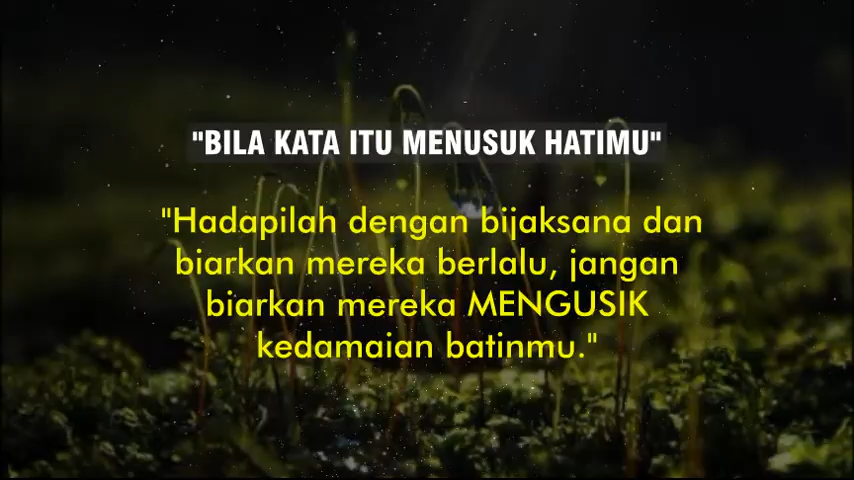 "BILA KATA ITU MENUSUK HATIMU"
"Hadapilah dengan bijaksana dan
biarkan mereka berlalu, jangan
biarkan mereka MENGUSIK
kedamaian batinmu."